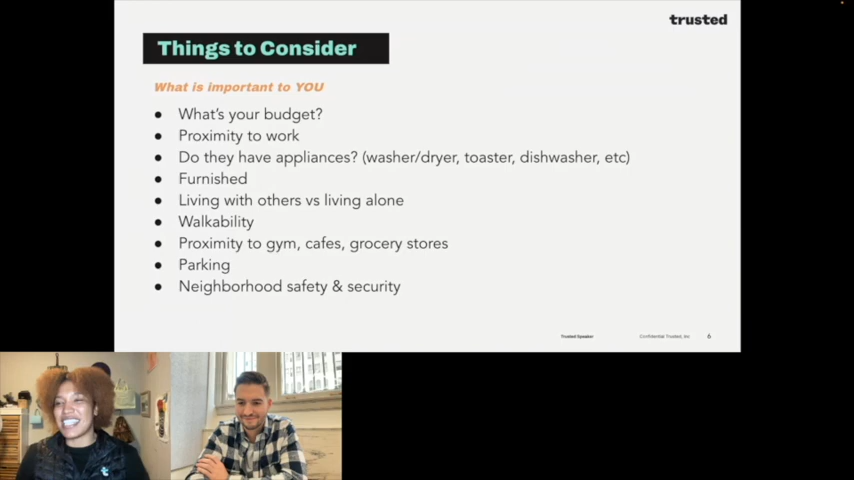 trusted
Things to Consider
What is important to YOU
● What's your budget?
● Proximity to work
● Do they have appliances? (washer/dryer, toaster, dishwasher, etc)
● Furnished
● Living with others vs living alone
● Walkability
● Proximity to gym, cafes, grocery stores
● Parking
● Neighborhood safety & security
Trusted Speaker
Confidential Trusted, Inc
6
t